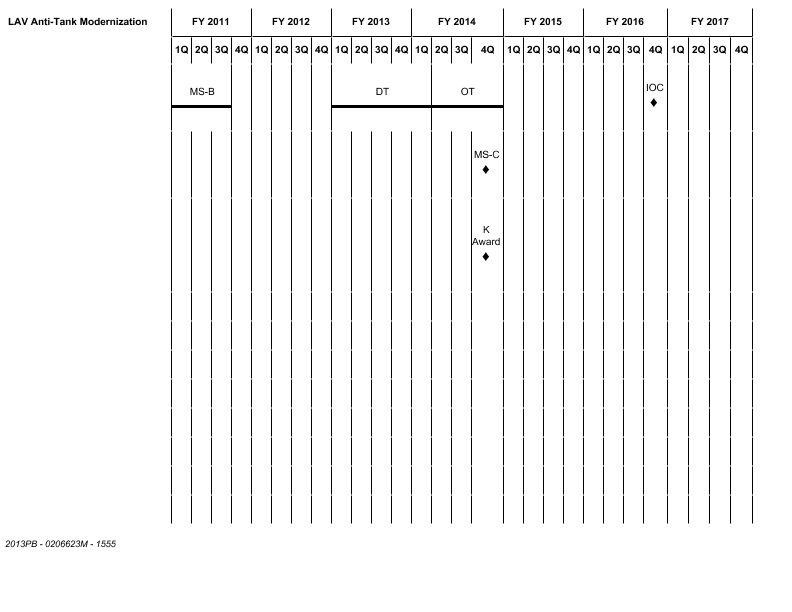 LAV Anti-Tank Modernization FY 2011 FY 2012 FY 2013 FY 2014 FY 2015 FY 2016 FY 2017
1Q 2Q 3Q 4Q 1Q 2Q 3Q 4Q 1Q 2Q 3Q 4Q 1Q 2Q 3Q 4Q 1Q 2Q 3Q 4Q 1Q 2Q 3Q 4Q 1Q 2Q 3Q 4Q
MS-B DT OT IOC
MS-C
K
Award
2013PB - 0206623M - 1555